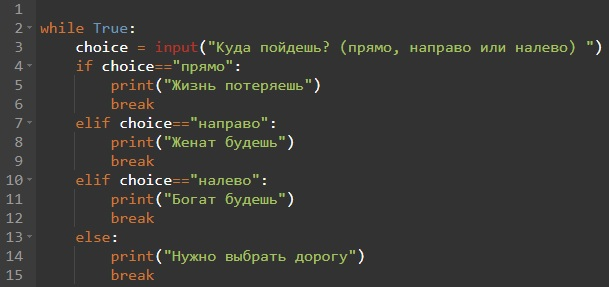 1
2 while True:
3     choice = input("Куда пойдешь? (прямо, направо или налево) ")
4     if choice=="прямо":
5         print("Жизнь потеряешь")
6         break
7     elif choice=="направо":
8         print("Женат будешь")
9         break
10     elif choice=="налево":
11         print("Богат будешь")
12         break
13     else:
14         print("Нужно выбрать дорогу")
15         break